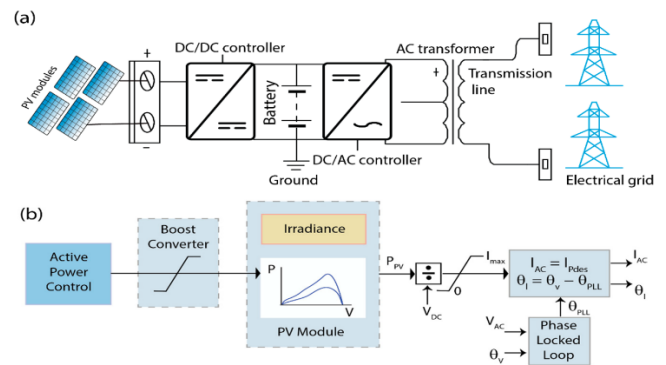 (a)
PV modules
+
−
DC/DC controller
Battery
Ground
DC/AC controller
AC transformer
+
Transmission
line
Electrical grid
(b)
Active
Power
Control
Boost
Converter
Irradiance
P
V
PV Module
P_PV
÷
V_DC
I_max
0
I_AC = I_Pdes
θ_I = θ_v − θ_PLL
I_AC
θ_I
θ_PLL
V_AC
θ_v
Phase
Locked
Loop